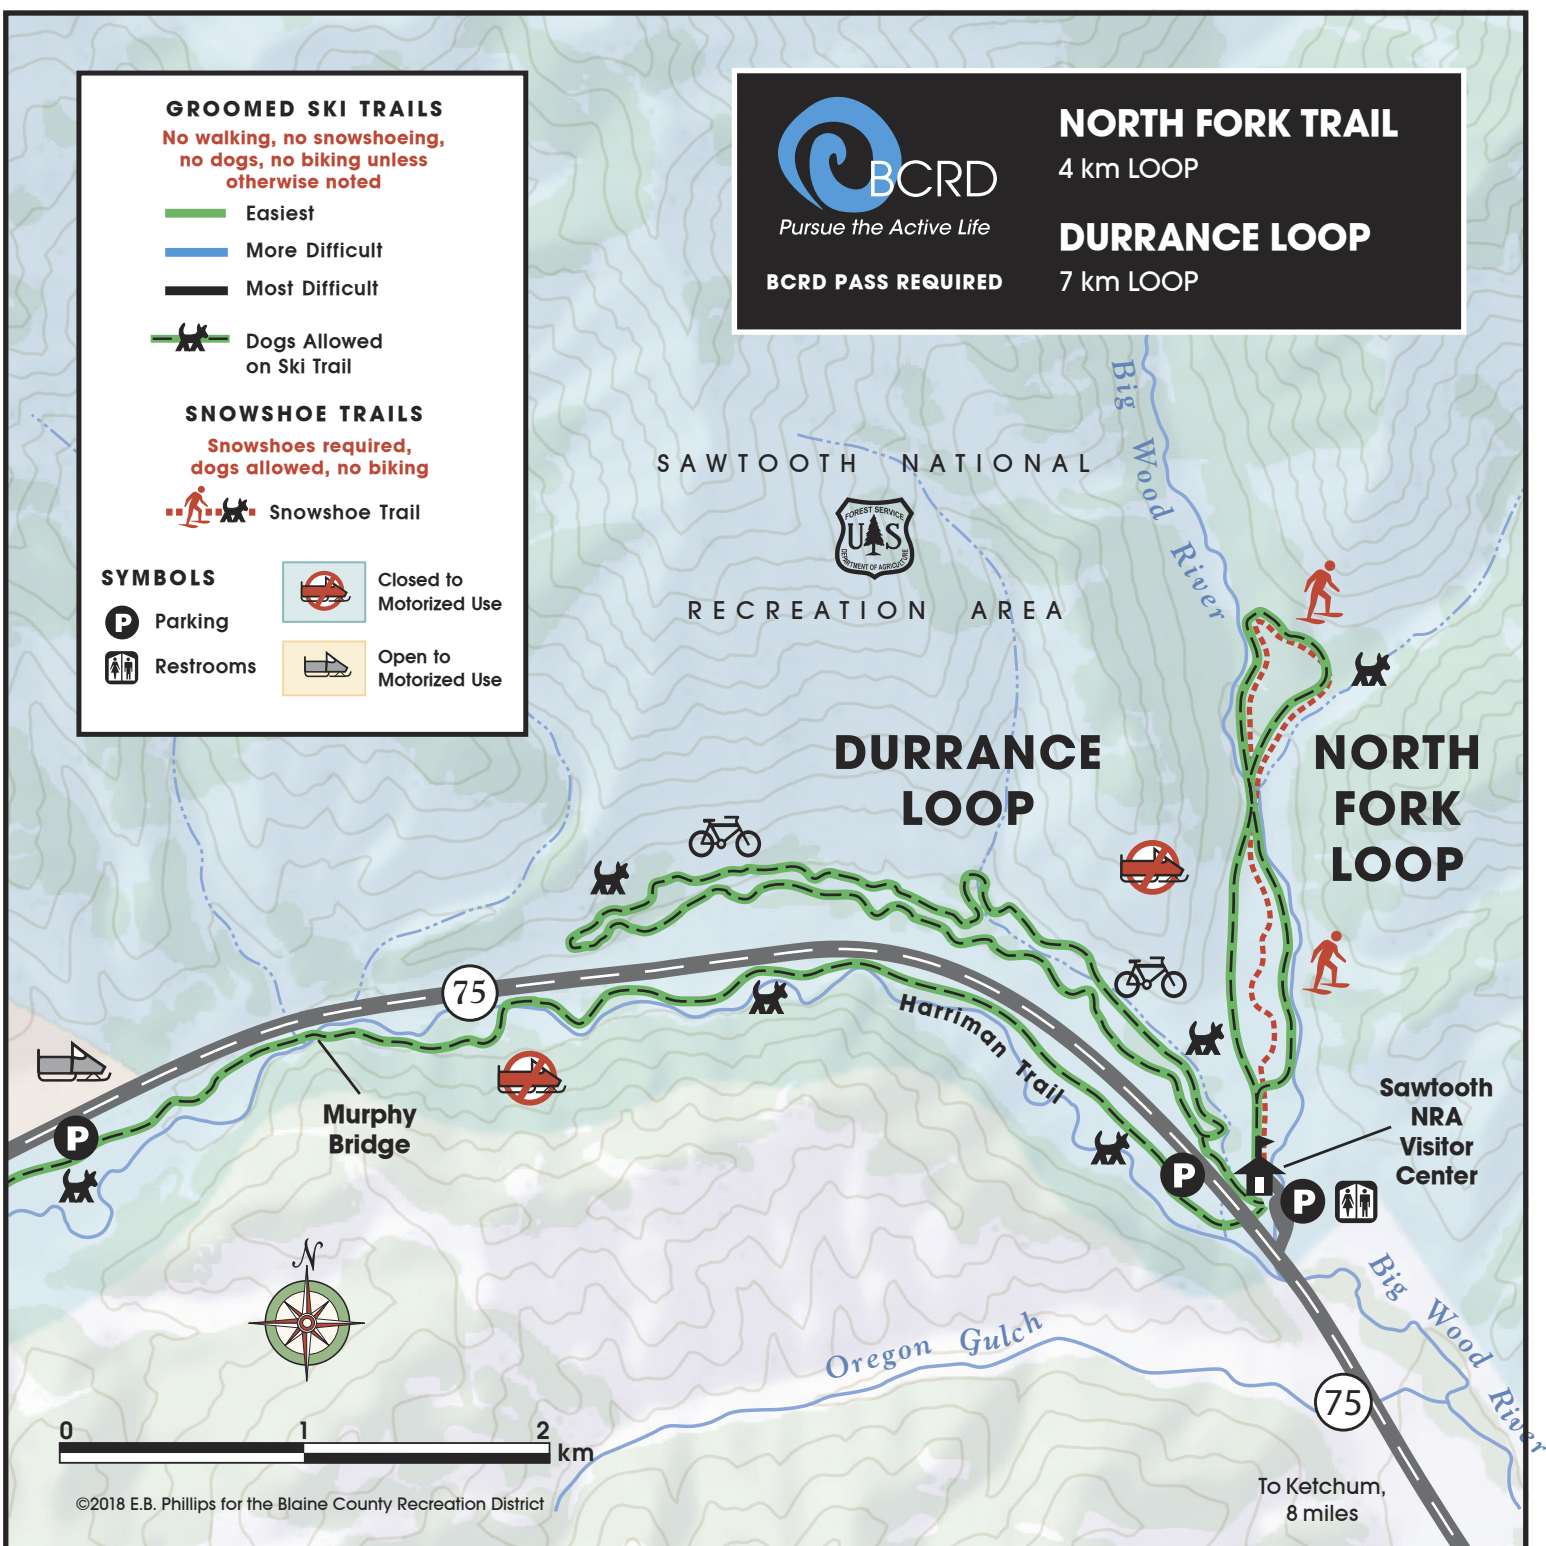 GROOMED SKI TRAILS
No walking, no snowshoeing,
no dogs, no biking unless
otherwise noted
Easiest
More Difficult
Most Difficult
Dogs Allowed
on Ski Trail
SNOWSHOE TRAILS
Snowshoes required,
dogs allowed, no biking
Snowshoe Trail
SYMBOLS
P Parking
Restrooms
Closed to
Motorized Use
Open to
Motorized Use
BCRD
Pursue the Active Life
BCRD PASS REQUIRED
NORTH FORK TRAIL
4 km LOOP
DURRANCE LOOP
7 km LOOP
Big Wood River
SAWTOOTH NATIONAL
FOREST SERVICE
U S
DEPARTMENT OF AGRICULTURE
RECREATION AREA
DURRANCE
LOOP
NORTH
FORK
LOOP
75
Harriman Trail
Murphy
Bridge
P
P
P
Sawtooth
NRA
Visitor
Center
N
Big Wood River
Oregon Gulch
75
0 1 2
km
©2018 E.B. Phillips for the Blaine County Recreation District
To Ketchum,
8 miles